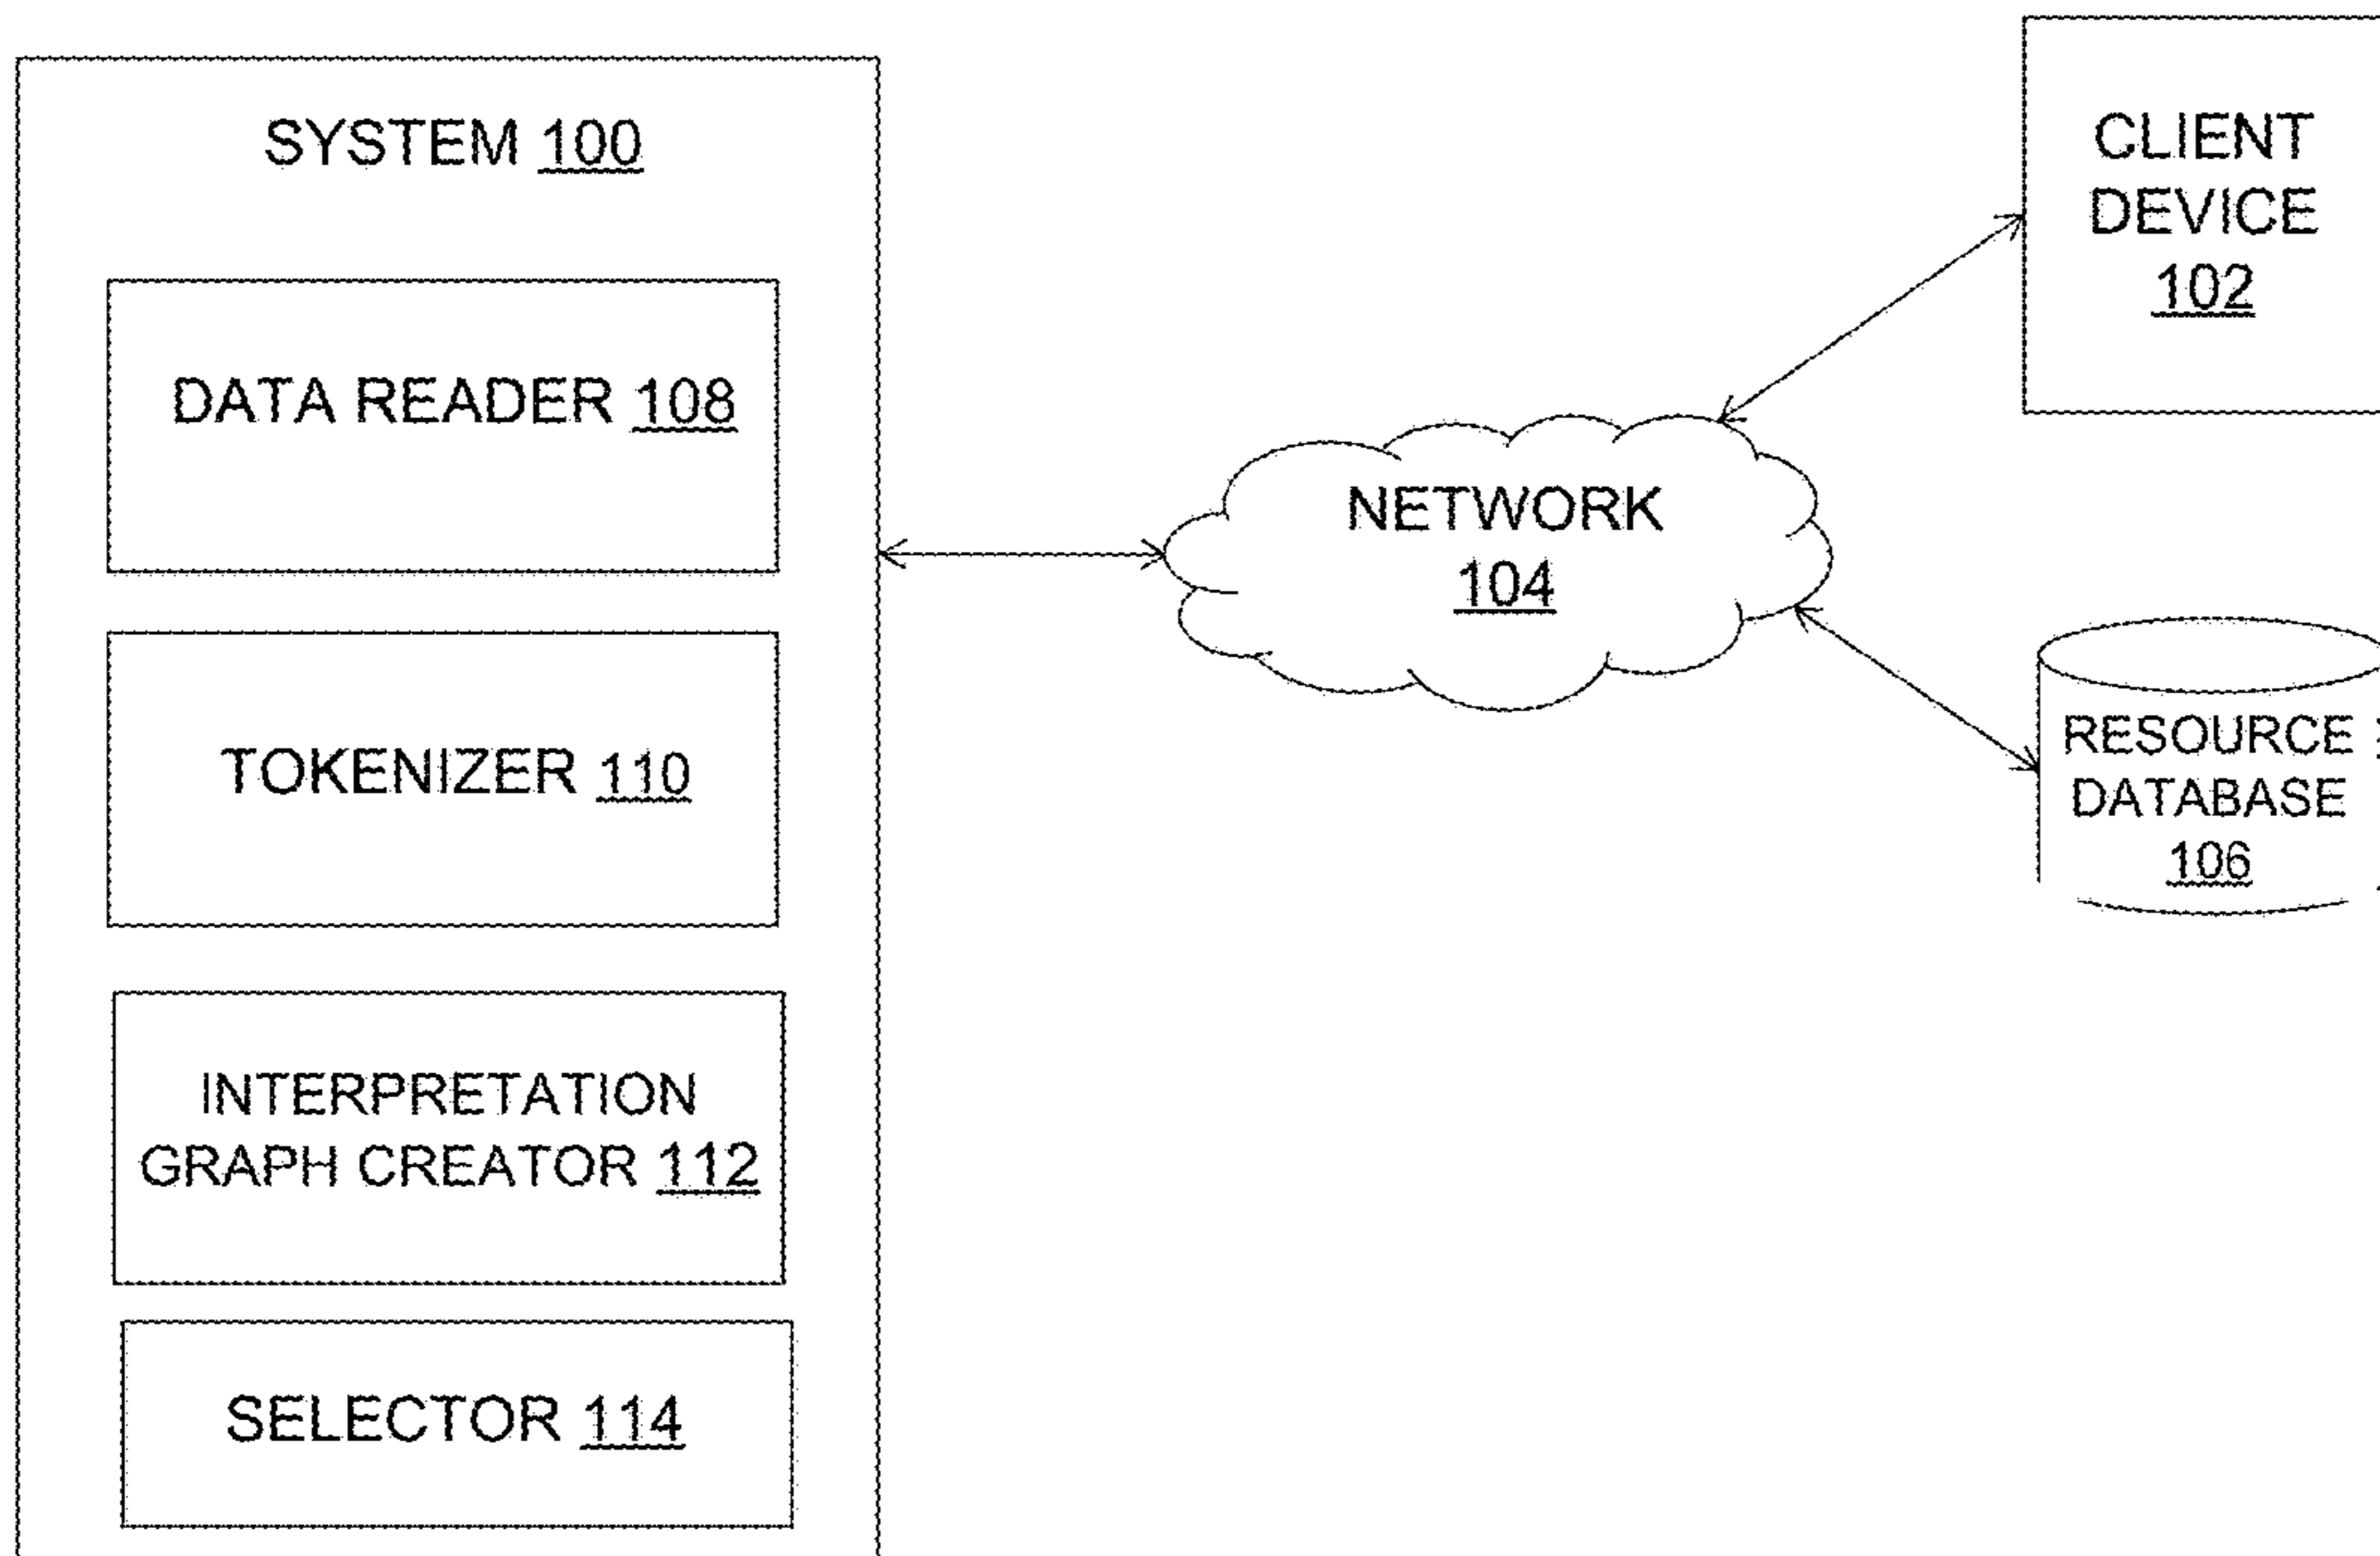 SYSTEM 100
DATA READER 108
TOKENIZER 110
INTERPRETATION
GRAPH CREATOR 112
SELECTOR 114
NETWORK
104
CLIENT
DEVICE
102
RESOURCE
DATABASE
106